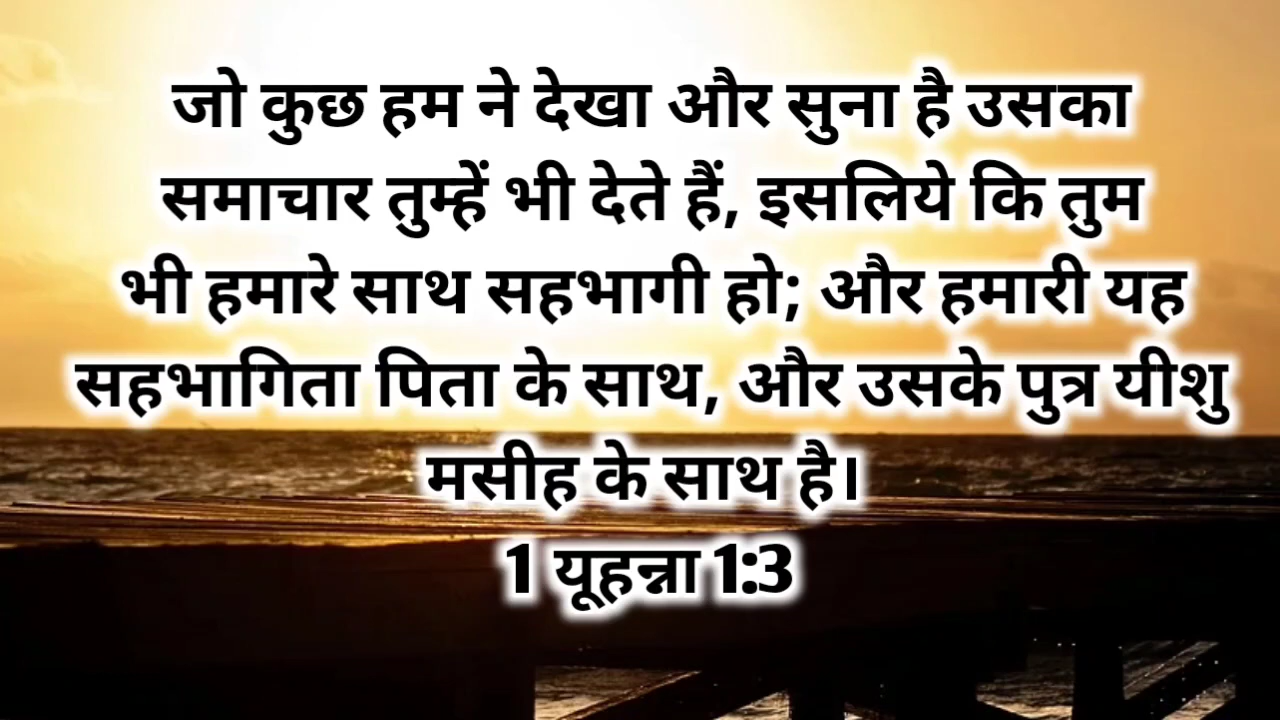 जो कुछ हम ने देखा और सुना है उसका
समाचार तुम्हें भी देते हैं, इसलिये कि तुम
भी हमारे साथ सहभागी हो; और हमारी यह
सहभागिता पिता के साथ, और उसके पुत्र यीशु
मसीह के साथ है।
1 यूहन्ना 1:3